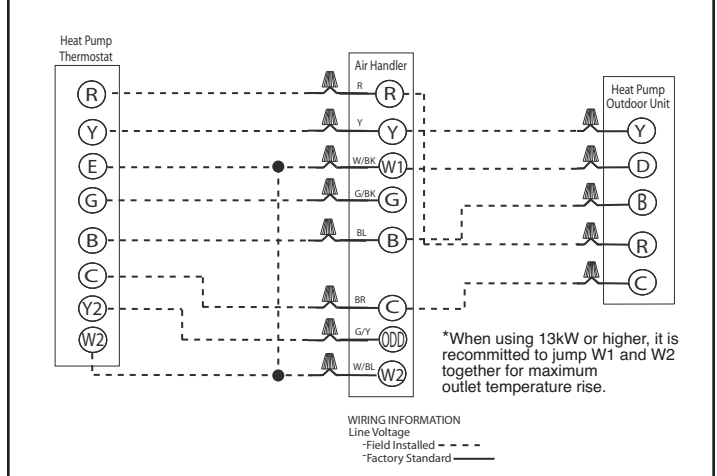 Heat Pump
Thermostat
Air Handler
Heat Pump
Outdoor Unit
R
R
R
Y
Y
Y
Y
E
W/BK
W1
D
G
G/BK
G
B
B
BL
B
R
C
BR
C
C
Y2
G/Y
ODD
W2
W/BL
W2
*When using 13kW or higher, it is
recommitted to jump W1 and W2
together for maximum
outlet temperature rise.
WIRING INFORMATION
Line Voltage
-Field Installed
-Factory Standard